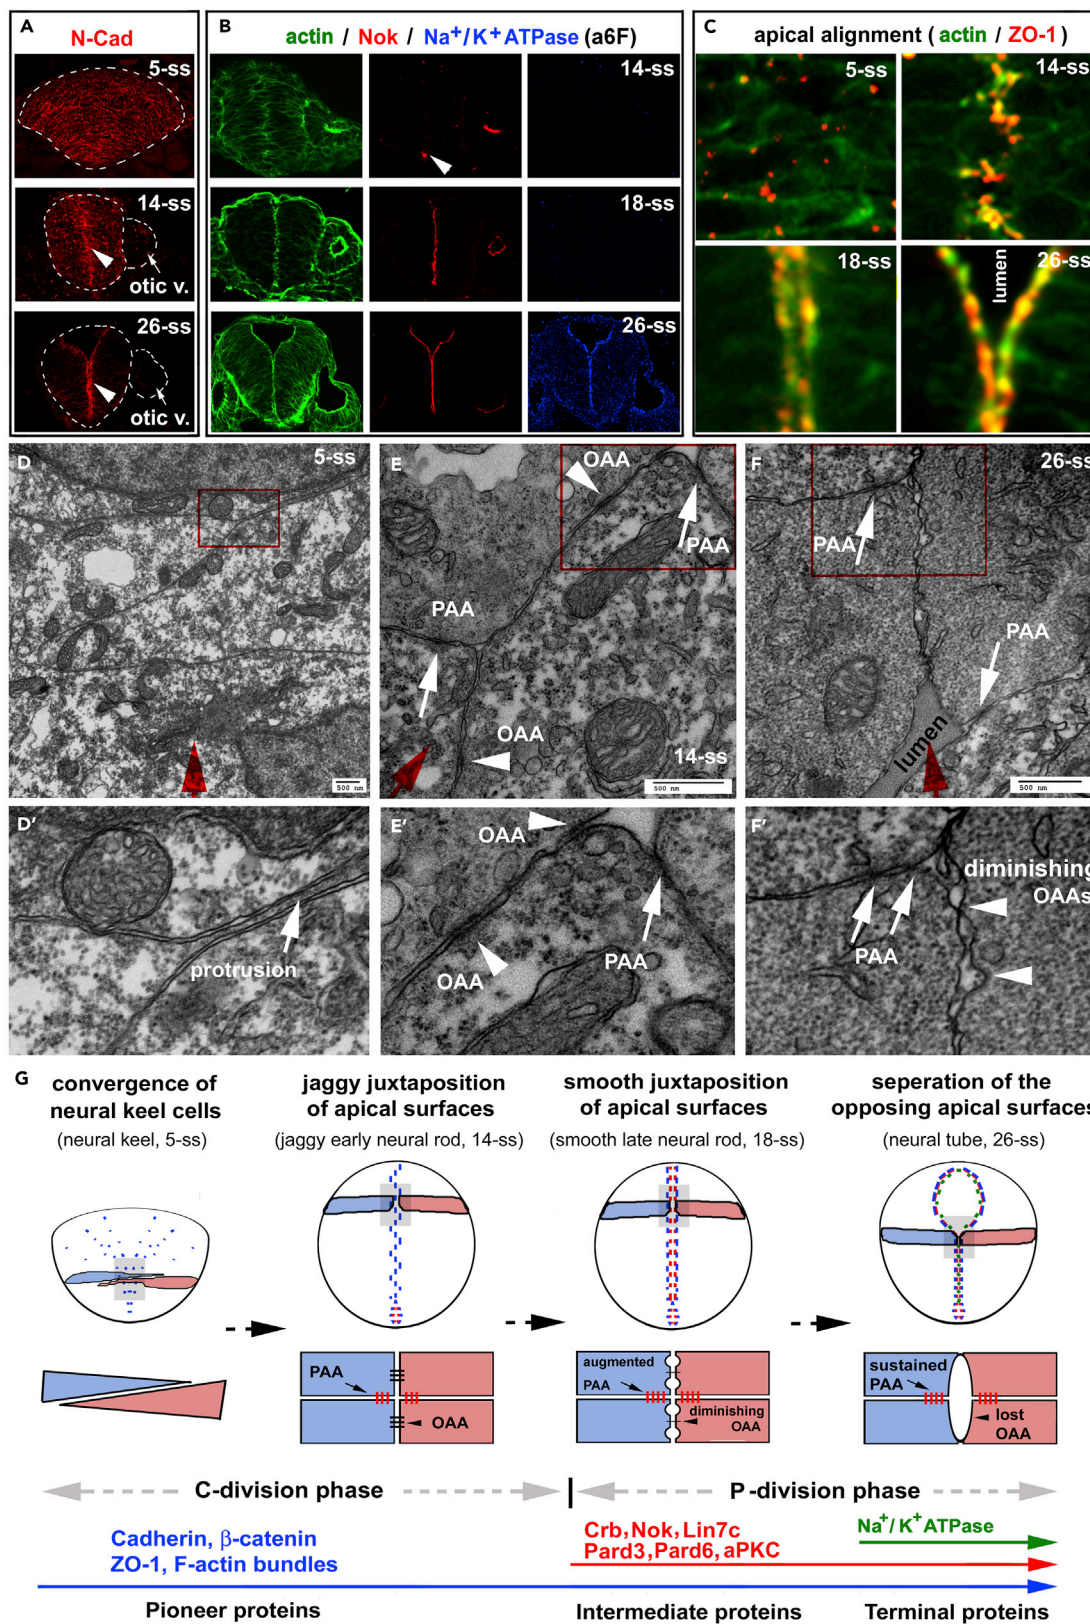 A
N-Cad
5-ss
14-ss
otic v.
26-ss
otic v.
B
actin / Nok / Na+/K+ ATPase (a6F)
14-ss
18-ss
26-ss
C
apical alignment ( actin / ZO-1 )
5-ss
14-ss
18-ss
lumen
26-ss
D
5-ss
500 nm
E
OAA
PAA
PAA
OAA
14-ss
500 nm
F
26-ss
PAA
PAA
lumen
500 nm
D'
protrusion
E'
OAA
OAA
PAA
F'
diminishing
OAAs
PAA
G
convergence of
neural keel cells
(neural keel, 5-ss)
jaggy juxtaposition
of apical surfaces
(jaggy early neural rod, 14-ss)
smooth juxtaposition
of apical surfaces
(smooth late neural rod, 18-ss)
seperation of the
opposing apical surfaces
(neural tube, 26-ss)
PAA
OAA
augmented
PAA
diminishing
OAA
sustained
PAA
lost
OAA
C-division phase
P-division phase
Cadherin, β-catenin
ZO-1, F-actin bundles
Crb, Nok, Lin7c
Pard3, Pard6, aPKC
Na+/K+ ATPase
Pioneer proteins
Intermediate proteins
Terminal proteins